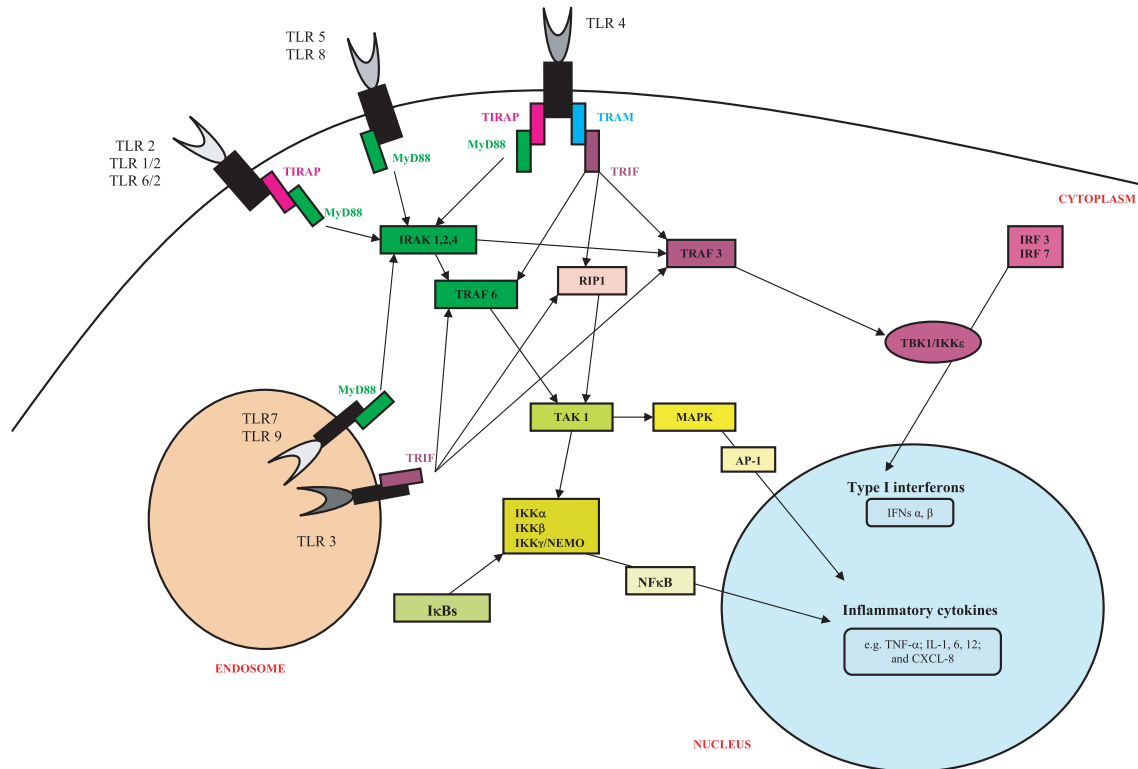 TLR 4
TLR 5
TLR 8
TIRAP
TRAM
MyD88
TLR 2
TLR 1/2
TLR 6/2
MyD88
TIRAP
TRIF
MyD88
CYTOPLASM
IRAK 1,2,4
TRAF 3
IRF 3
IRF 7
TRAF 6
RIP1
TBK1/IKKε
MyD88
TLR7
TLR 9
TAK 1
MAPK
TRIF
AP-1
Type I interferons
IFNs α, β
TLR 3
IKKα
IKKβ
IKKγ/NEMO
NFκB
IκBs
Inflammatory cytokines
e.g. TNF-α; IL-1, 6, 12;
and CXCL-8
ENDOSOME
NUCLEUS